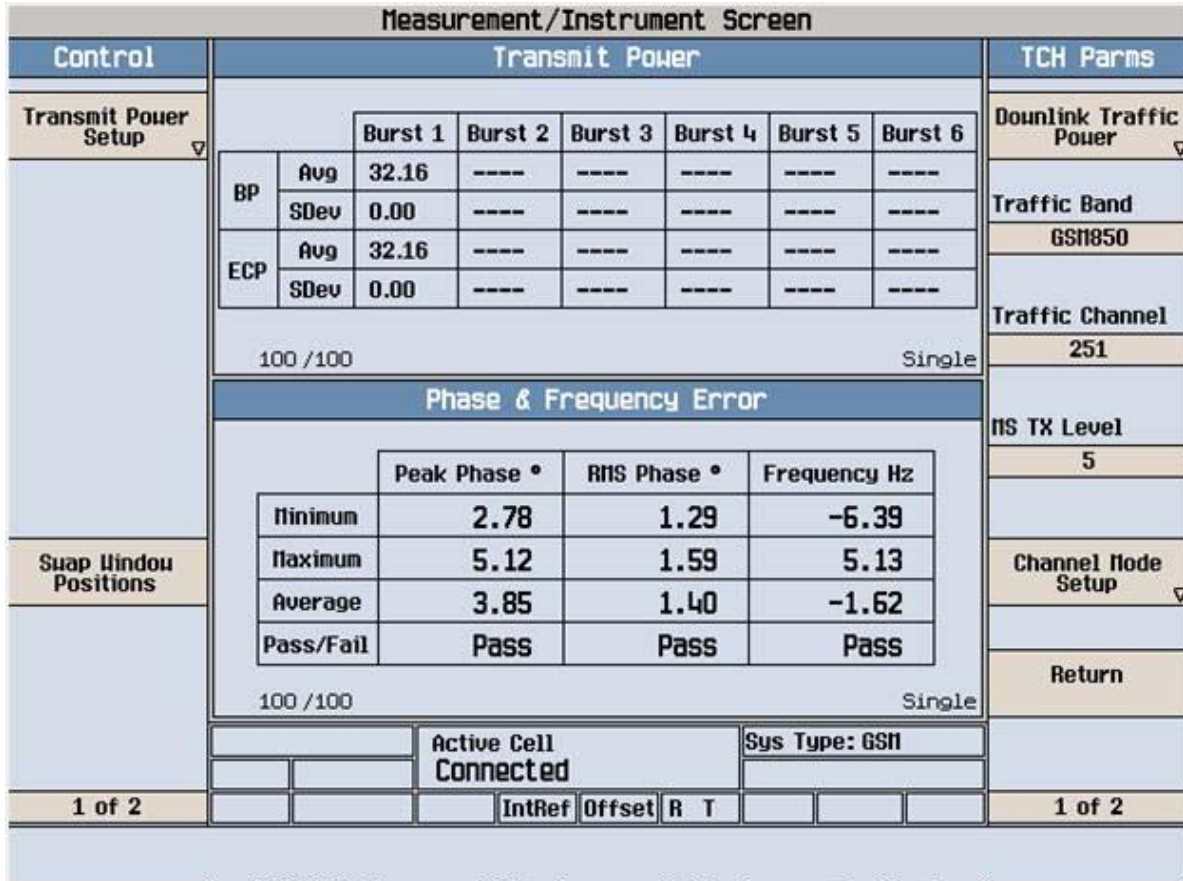 Measurement/Instrument Screen
Control
Transmit Power
TCH Parms
Transmit Power
Setup
Burst 1 Burst 2 Burst 3 Burst 4 Burst 5 Burst 6
BP Avg 32.16 ---- ---- ---- ---- ----
SDev 0.00 ---- ---- ---- ---- ----
ECP Avg 32.16 ---- ---- ---- ---- ----
SDev 0.00 ---- ---- ---- ---- ----
100 /100 Single
Downlink Traffic
Power
Traffic Band
GSM850
Traffic Channel
251
MS TX Level
5
Phase & Frequency Error
Peak Phase ° RMS Phase ° Frequency Hz
Minimum 2.78 1.29 -6.39
Maximum 5.12 1.59 5.13
Average 3.85 1.40 -1.62
Pass/Fail Pass Pass Pass
100 /100 Single
Swap Window
Positions
Channel Mode
Setup
Return
Active Cell
Connected
Sys Type: GSM
1 of 2
IntRef Offset R T
1 of 2